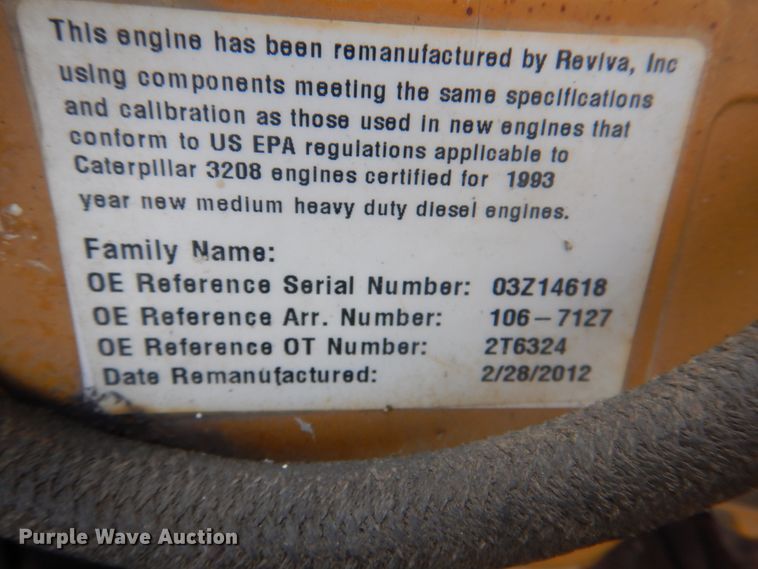 This engine has been remanufactured by Reviva, Inc
using components meeting the same specifications
and calibration as those used in new engines that
conform to US EPA regulations applicable to
Caterpillar 3208 engines certified for 1993
year new medium heavy duty diesel engines.
Family Name:
OE Reference Serial Number: 03Z14618
OE Reference Arr. Number: 106-7127
OE Reference OT Number: 2T6324
Date Remanufactured: 2/28/2012
Purple Wave Auction®